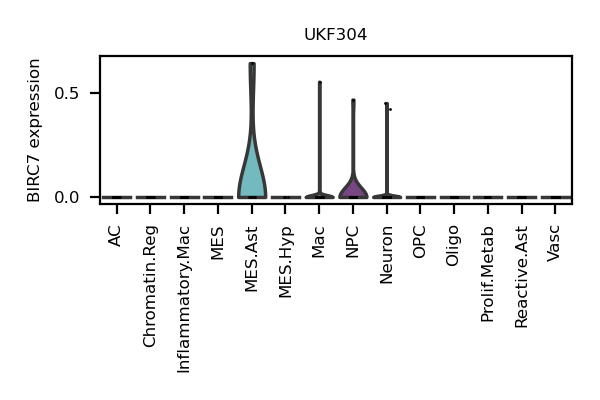 UKF304
BIRC7 expression
0.5
0.0
AC
Chromatin.Reg
Inflammatory.Mac
MES
MES.Ast
MES.Hyp
Mac
NPC
Neuron
OPC
Oligo
Prolif.Metab
Reactive.Ast
Vasc